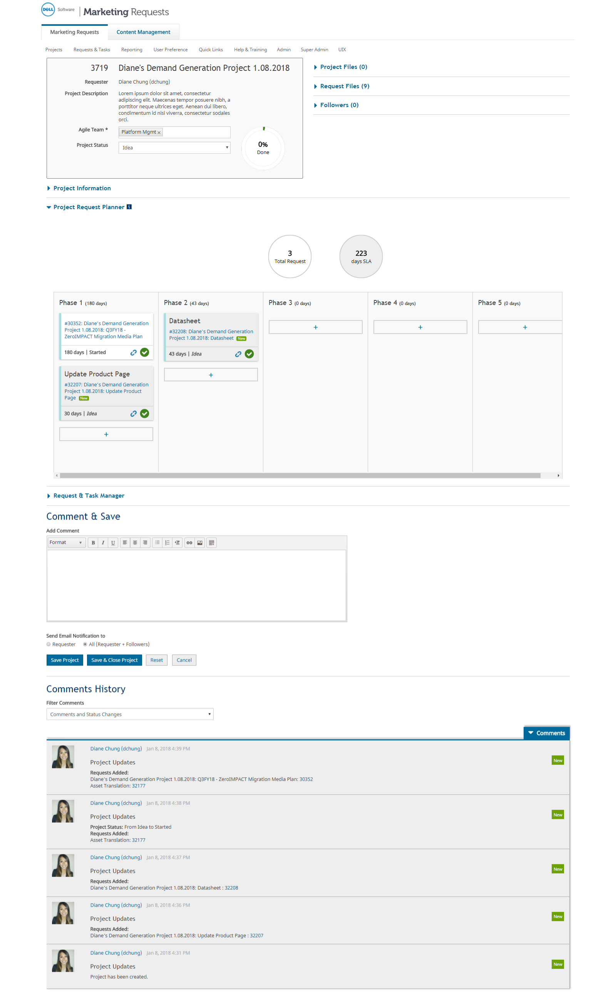 DELL Software | Marketing Requests
Marketing Requests Content Management
Projects Requests & Tasks Reporting User Preference Quick Links Help & Training Admin Super Admin UIX
3719 Diane's Demand Generation Project 1.08.2018
Requester Diane Chung (dchung)
Project Description Lorem ipsum dolor sit amet, consectetur
adipiscing elit. Maecenas tempor posuere nibh, a
porttitor neque ultrices eget. Aenean dui libero,
condimentum id nisi viverra, consectetur sodales
orci.
Agile Team * Platform Mgmt ×
Project Status Idea
0%
Done
Project Files (0)
Request Files (9)
Followers (0)
Project Information
Project Request Planner i
3
Total Request
223
days SLA
Phase 1 (180 days)
#30352: Diane's Demand Generation
Project 1.08.2018: Q3FY18 -
ZeroIMPACT Migration Media Plan
180 days | Started
Update Product Page
#32207: Diane's Demand Generation
Project 1.08.2018: Update Product
Page New
30 days | Idea
+
Phase 2 (43 days)
Datasheet
#32208: Diane's Demand Generation
Project 1.08.2018: Datasheet New
43 days | Idea
+
Phase 3 (0 days)
+
Phase 4 (0 days)
+
Phase 5 (0 days)
+
Request & Task Manager
Comment & Save
Add Comment
Format B I U
Send Email Notification to
Requester All (Requester + Followers)
Save Project Save & Close Project Reset Cancel
Comments History
Filter Comments
Comments and Status Changes
Comments
Diane Chung (dchung) Jan 8, 2018 4:39 PM
New
Project Updates
Requests Added:
Diane's Demand Generation Project 1.08.2018: Q3FY18 - ZeroIMPACT Migration Media Plan: 30352
Asset Translation: 32177
Diane Chung (dchung) Jan 8, 2018 4:38 PM
New
Project Updates
Project Status: From Idea to Started
Requests Added:
Asset Translation: 32177
Diane Chung (dchung) Jan 8, 2018 4:37 PM
New
Project Updates
Requests Added:
Diane's Demand Generation Project 1.08.2018: Datasheet : 32208
Diane Chung (dchung) Jan 8, 2018 4:36 PM
New
Project Updates
Requests Added:
Diane's Demand Generation Project 1.08.2018: Update Product Page : 32207
Diane Chung (dchung) Jan 8, 2018 4:31 PM
New
Project Updates
Project has been created.